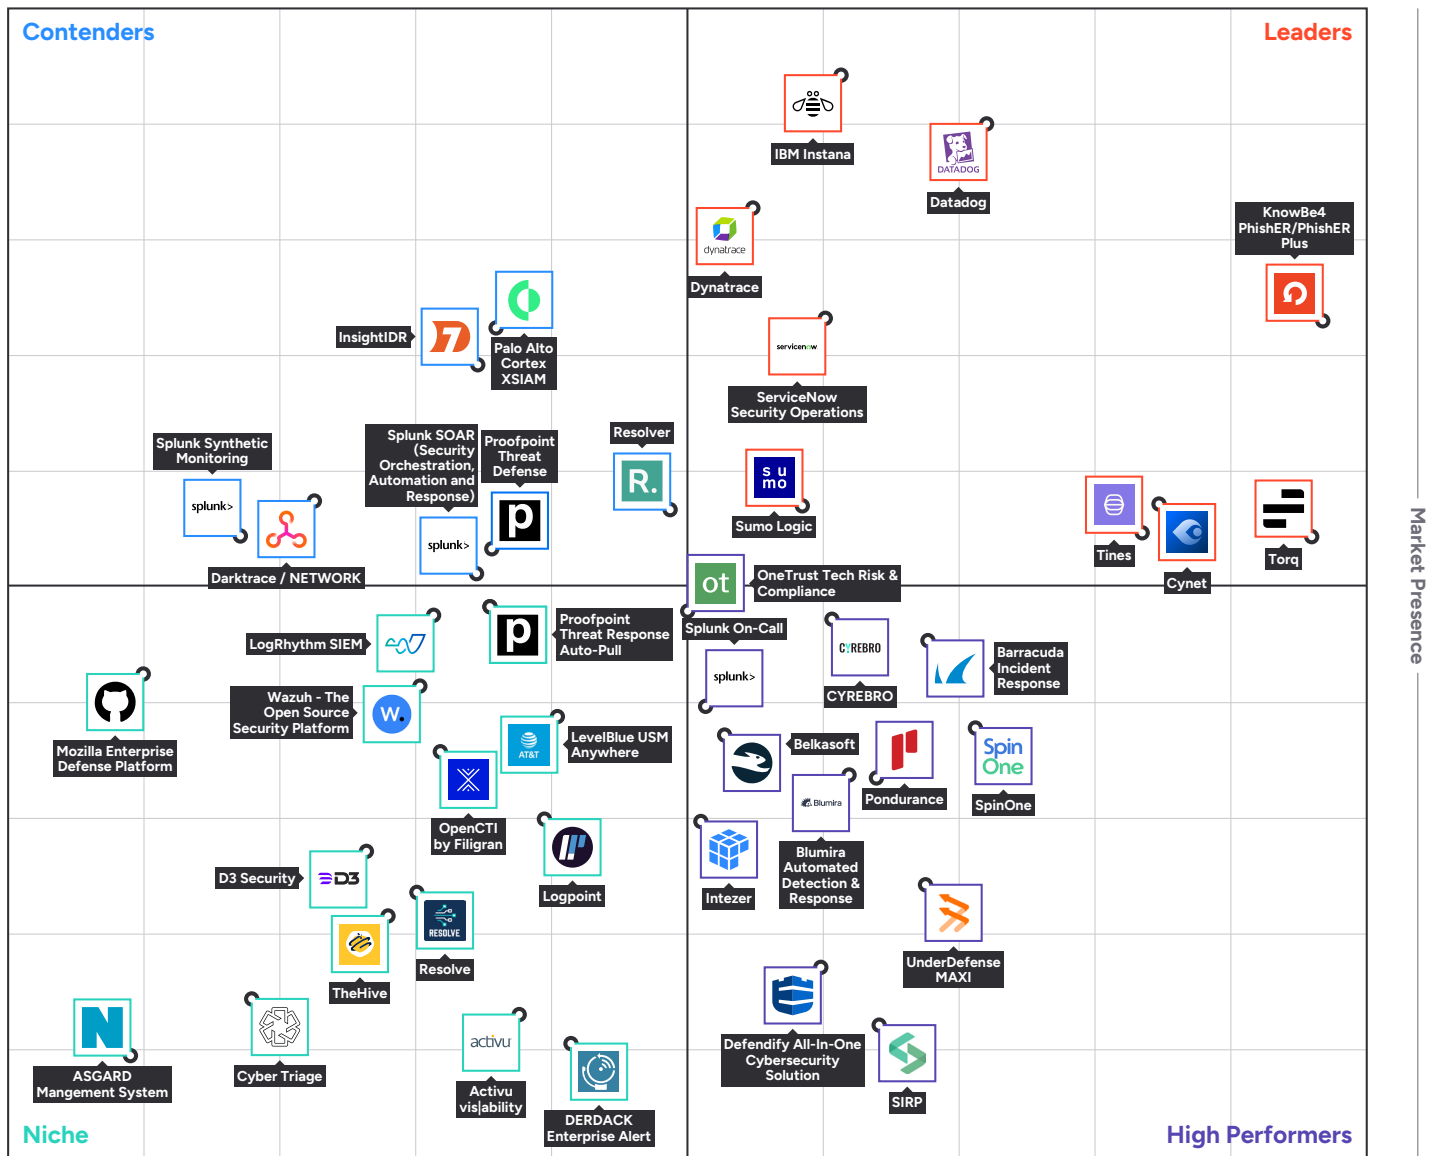 Contenders
Leaders
IBM Instana
DATADOG
Datadog
KnowBe4
PhishER/PhishER
Plus
dynatrace
Dynatrace
InsightIDR
Palo Alto
Cortex
XSIAM
servicenow
ServiceNow
Security Operations
Splunk Synthetic
Monitoring
splunk>
Darktrace / NETWORK
Splunk SOAR
(Security
Orchestration,
Automation and
Response)
splunk>
Proofpoint
Threat
Defense
p
Resolver
R.
su
mo
Sumo Logic
Tines
Cynet
Torq
Market Presence
ot
OneTrust Tech Risk &
Compliance
LogRhythm SIEM
p
Proofpoint
Threat Response
Auto-Pull
Splunk On-Call
splunk>
CYREBRO
CYREBRO
Barracuda
Incident
Response
Mozilla Enterprise
Defense Platform
Wazuh - The
Open Source
Security Platform
W.
AT&T
LevelBlue USM
Anywhere
OpenCTI
by Filigran
Belkasoft
Pondurance
Spin
One
SpinOne
Blumira
Blumira
Automated
Detection &
Response
Logpoint
Intezer
D3 Security
D3
TheHive
RESOLVE
Resolve
UnderDefense
MAXI
N
ASGARD
Mangement System
Cyber Triage
activu
Activu
vis|ability
DERDACK
Enterprise Alert
Defendify All-In-One
Cybersecurity
Solution
SIRP
Niche
High Performers